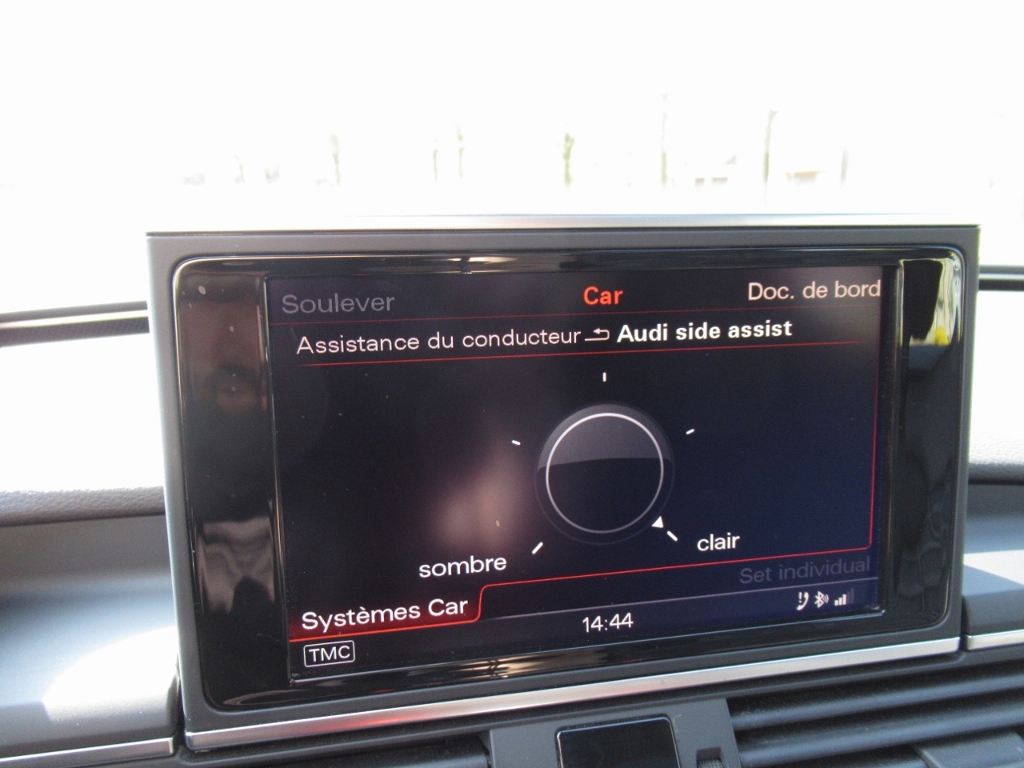 Soulever Car Doc. de bord
Assistance du conducteur Audi side assist
clair
sombre
Set individual
Systèmes Car
14:44
TMC